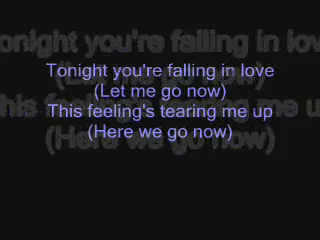 Tonight you're falling in love
(Let me go now)
This feeling's tearing me up
(Here we go now)